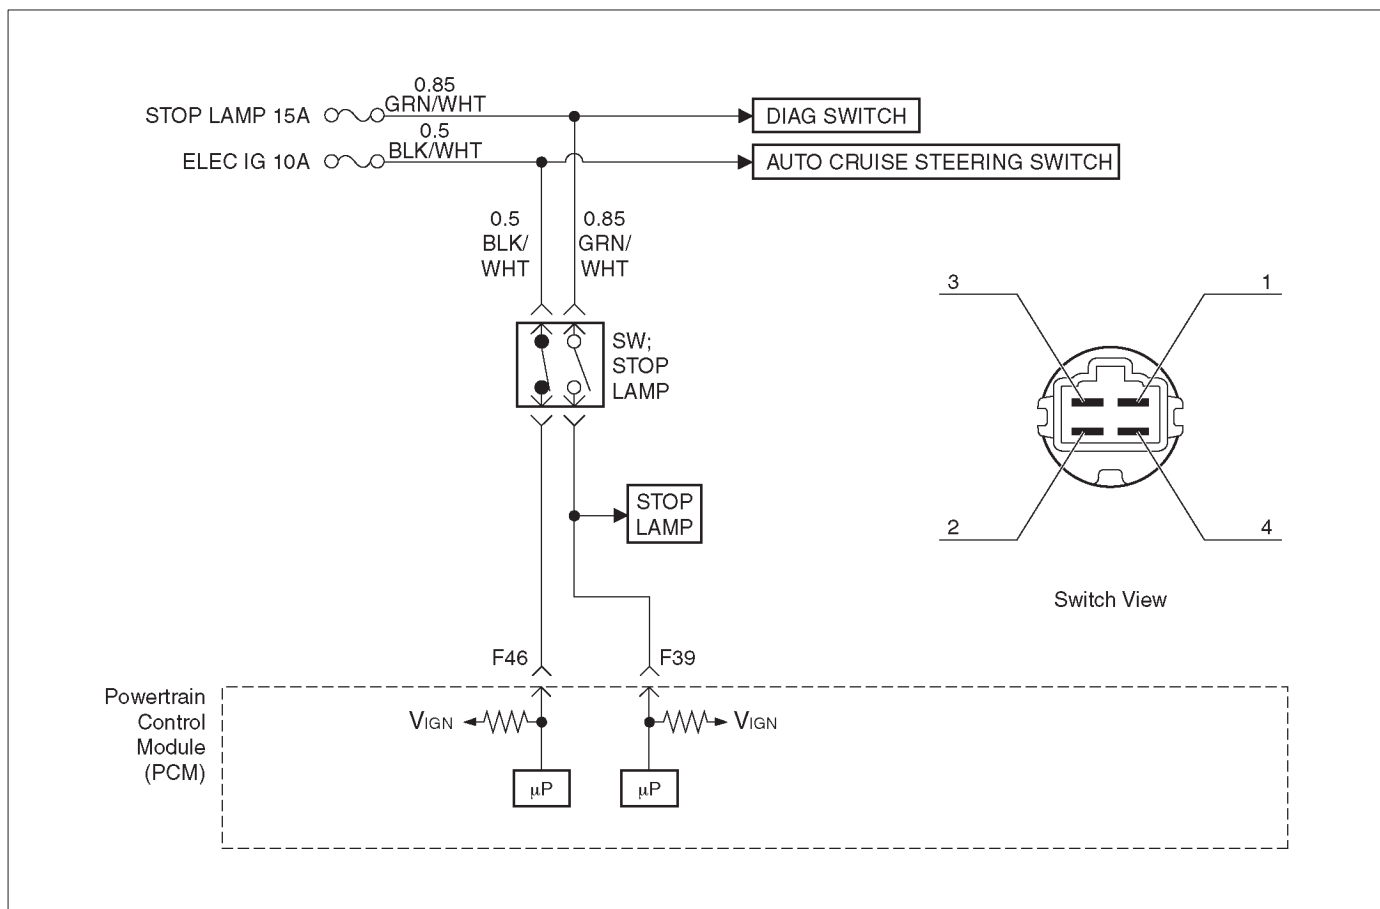 0.85
STOP LAMP 15A GRN/WHT DIAG SWITCH
0.5
ELEC IG 10A BLK/WHT AUTO CRUISE STEERING SWITCH
0.5
BLK/
WHT
0.85
GRN/
WHT
SW;
STOP
LAMP
3
1
2
4
Switch View
STOP
LAMP
F46
F39
Powertrain
Control
Module
(PCM)
VIGN
VIGN
µP
µP